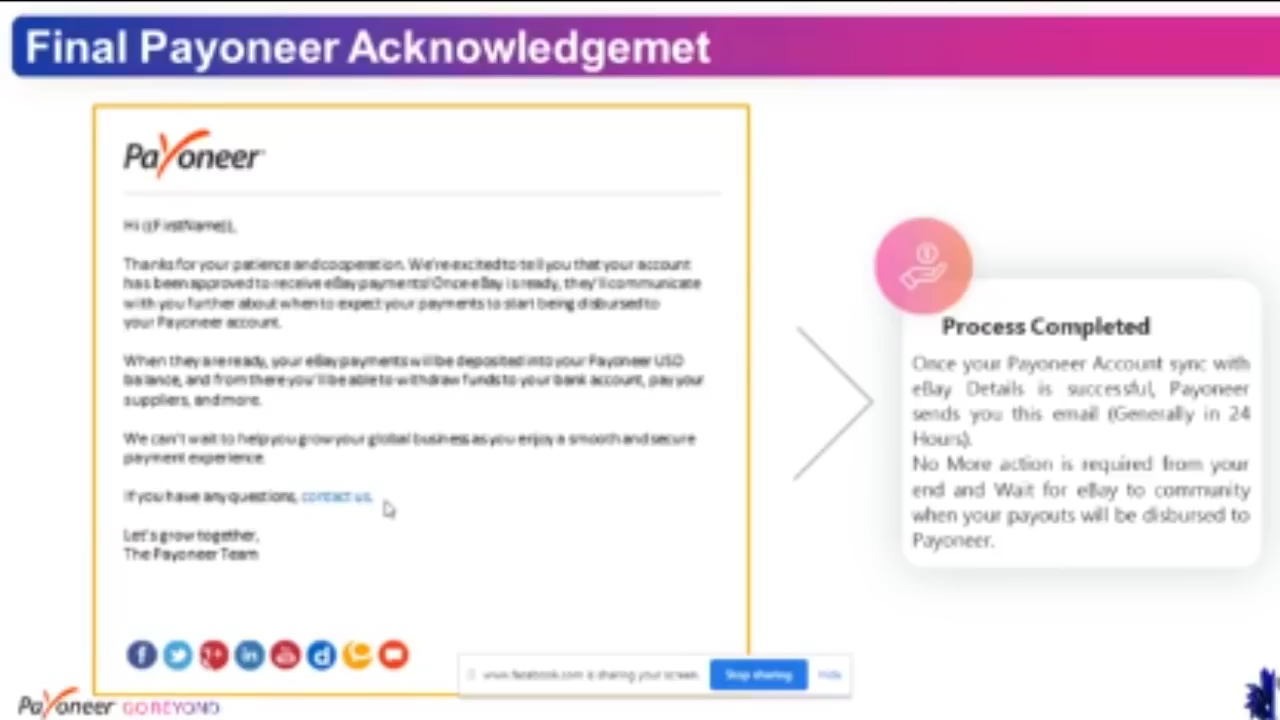 Final Payoneer Acknowledgemet
Payoneer
Hi {{FirstName}},
Thanks for your patience and cooperation. We're excited to tell you that your account
has been approved to receive eBay payments! Once eBay is ready, they'll communicate
with you further about when to expect your payments to start being disbursed to
your Payoneer account.
When they are ready, your eBay payments will be deposited into your Payoneer USD
balance, and from there you'll be able to withdraw funds to your bank account, pay your
suppliers, and more.
We can't wait to help you grow your global business as you enjoy a smooth and secure
payment experience.
If you have any questions, contact us.
Let's grow together,
The Payoneer Team
Process Completed
Once your Payoneer Account sync with
eBay Details is successful, Payoneer
sends you this email (Generally in 24
Hours).
No More action is required from your
end and Wait for eBay to community
when your payouts will be disbursed to
Payoneer.
www.facebook.com is sharing your screen.
Stop sharing
Hide
Payoneer GO BEYOND